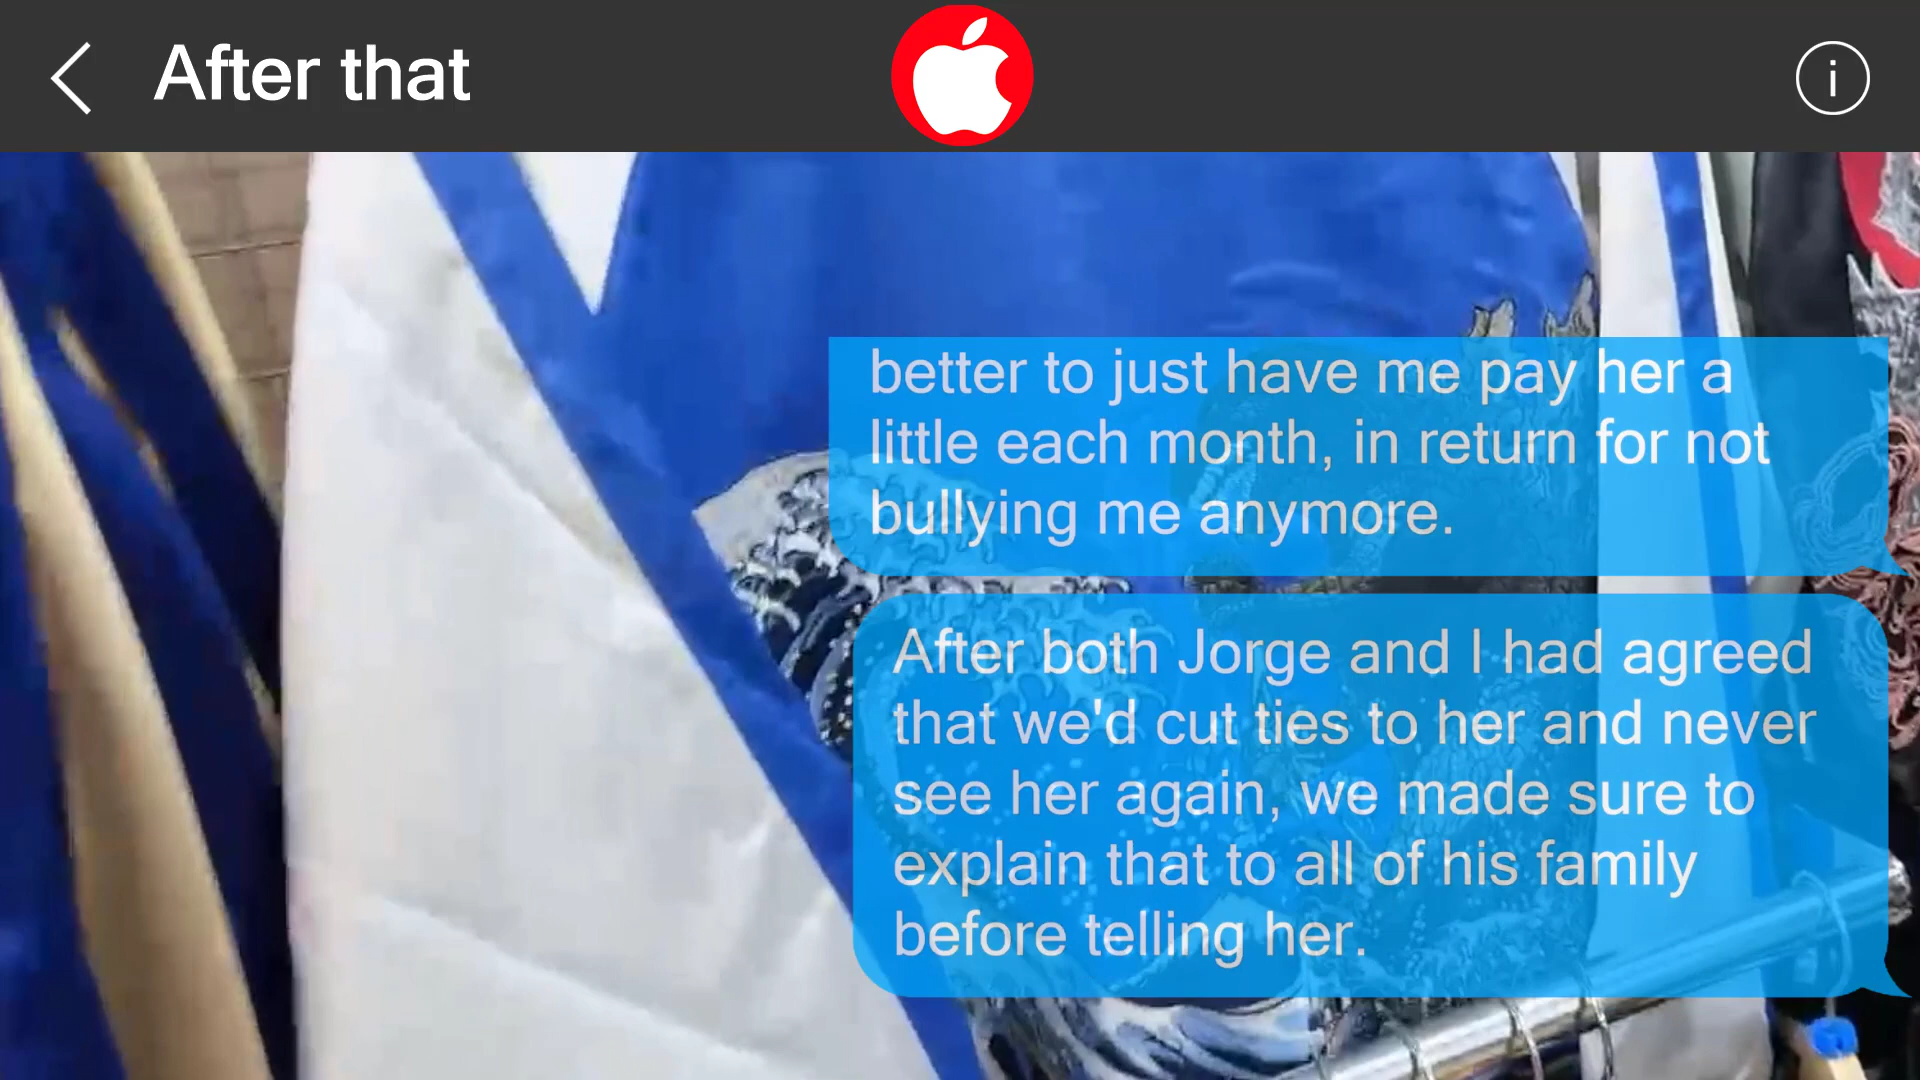 After that
i
better to just have me pay her a
little each month, in return for not
bullying me anymore.
After both Jorge and I had agreed
that we'd cut ties to her and never
see her again, we made sure to
explain that to all of his family
before telling her.